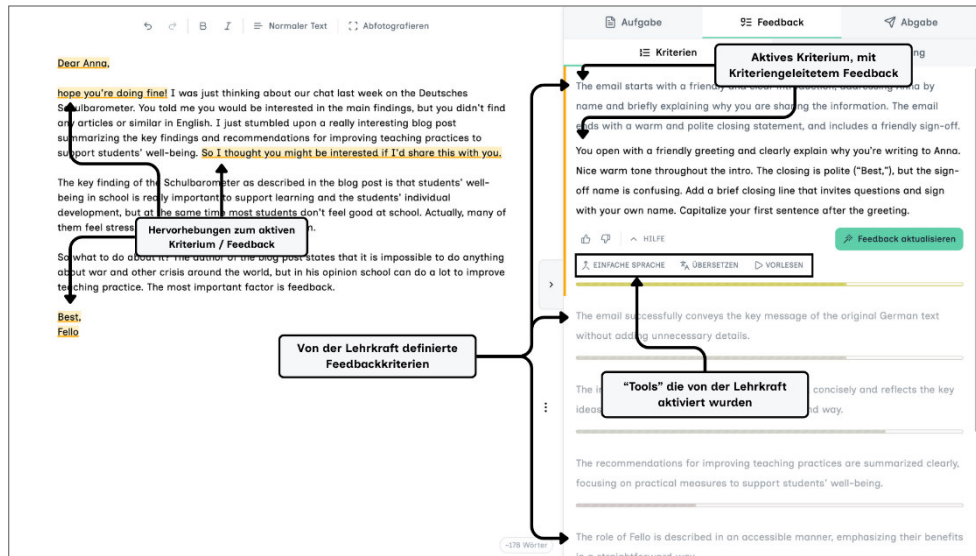 B I Normaler Text Abfotografieren
Dear Anna,
hope you're doing fine! I was just thinking about our chat last week on the Deutsches
Schulbarometer. You told me you would be interested in the main findings, but you didn't find
any articles or similar in English. I just stumbled upon a really interesting blog post
summarizing the key findings and recommendations for improving teaching practices to
support students' well-being. So I thought you might be interested if I'd share this with you.
The key finding of the Schulbarometer as described in the blog post is that students' well-
being in school is really important to support learning and the students' individual
development, but at the same time most students don't feel good at school. Actually, many of
them feel stress
Hervorhebungen zum aktiven
Kriterium / Feedback
So what to do about it? The author of the blog post states that it is impossible to do anything
about war and other crisis around the world, but in his opinion school can do a lot to improve
teaching practice. The most important factor is feedback.
Best,
Fello
Von der Lehrkraft definierte
Feedbackkriterien
~178 Wörter
Aufgabe Feedback Abgabe
Kriterien
Aktives Kriterium, mit
Kriteriengeleitetem Feedback
The email starts with a friendly and clear introduction, addressing Anna by
name and briefly explaining why you are sharing the information. The email
ends with a warm and polite closing statement, and includes a friendly sign-off.
You open with a friendly greeting and clearly explain why you're writing to Anna.
Nice warm tone throughout the intro. The closing is polite ("Best,"), but the sign-
off name is confusing. Add a brief closing line that invites questions and sign
with your own name. Capitalize your first sentence after the greeting.
HILFE Feedback aktualisieren
EINFACHE SPRACHE ÜBERSETZEN VORLESEN
The email successfully conveys the key message of the original German text
without adding unnecessary details.
"Tools" die von der Lehrkraft
aktiviert wurden
The concisely and reflects the key
ideas way.
The recommendations for improving teaching practices are summarized clearly,
focusing on practical measures to support students' well-being.
The role of Fello is described in an accessible manner, emphasizing their benefits